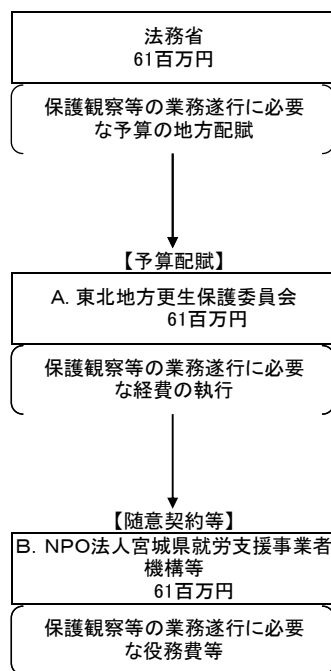 法務省
61百万円
保護観察等の業務遂行に必要
な予算の地方配賦
【予算配賦】
A. 東北地方更生保護委員会
61百万円
保護観察等の業務遂行に必要
な経費の執行
【随意契約等】
B. NPO法人宮城県就労支援事業者
機構等
61百万円
保護観察等の業務遂行に必要
な役務費等